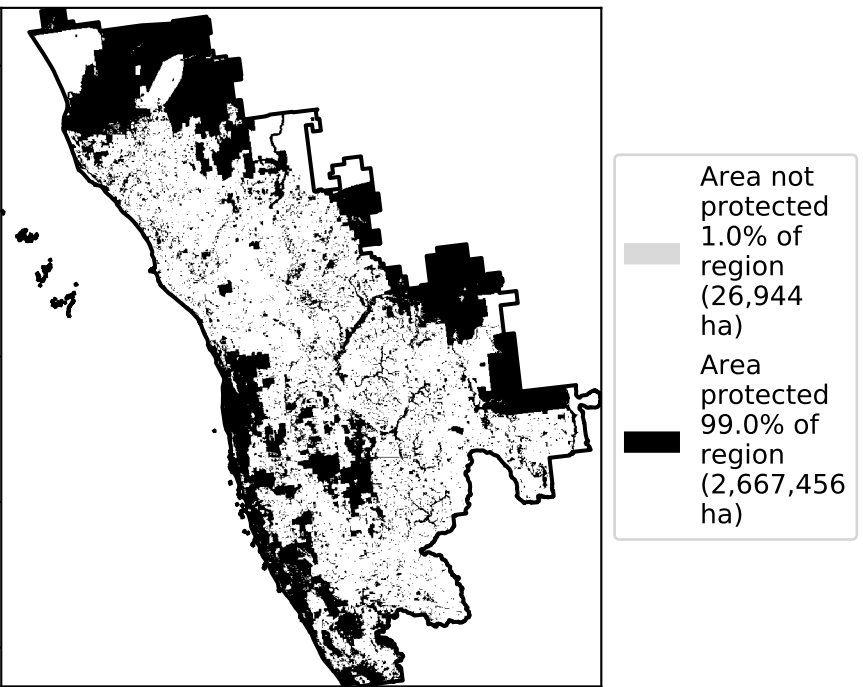 Area not
protected
1.0% of
region
(26,944
ha)
Area
protected
99.0% of
region
(2,667,456
ha)